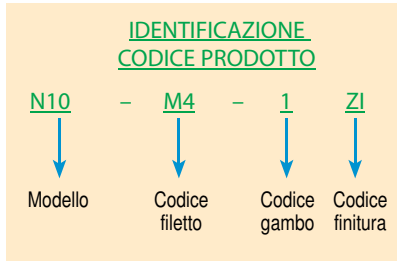 IDENTIFICAZIONE
CODICE PRODOTTO
N10 – M4 – 1 ZI
Modello Codice filetto Codice gambo Codice finitura